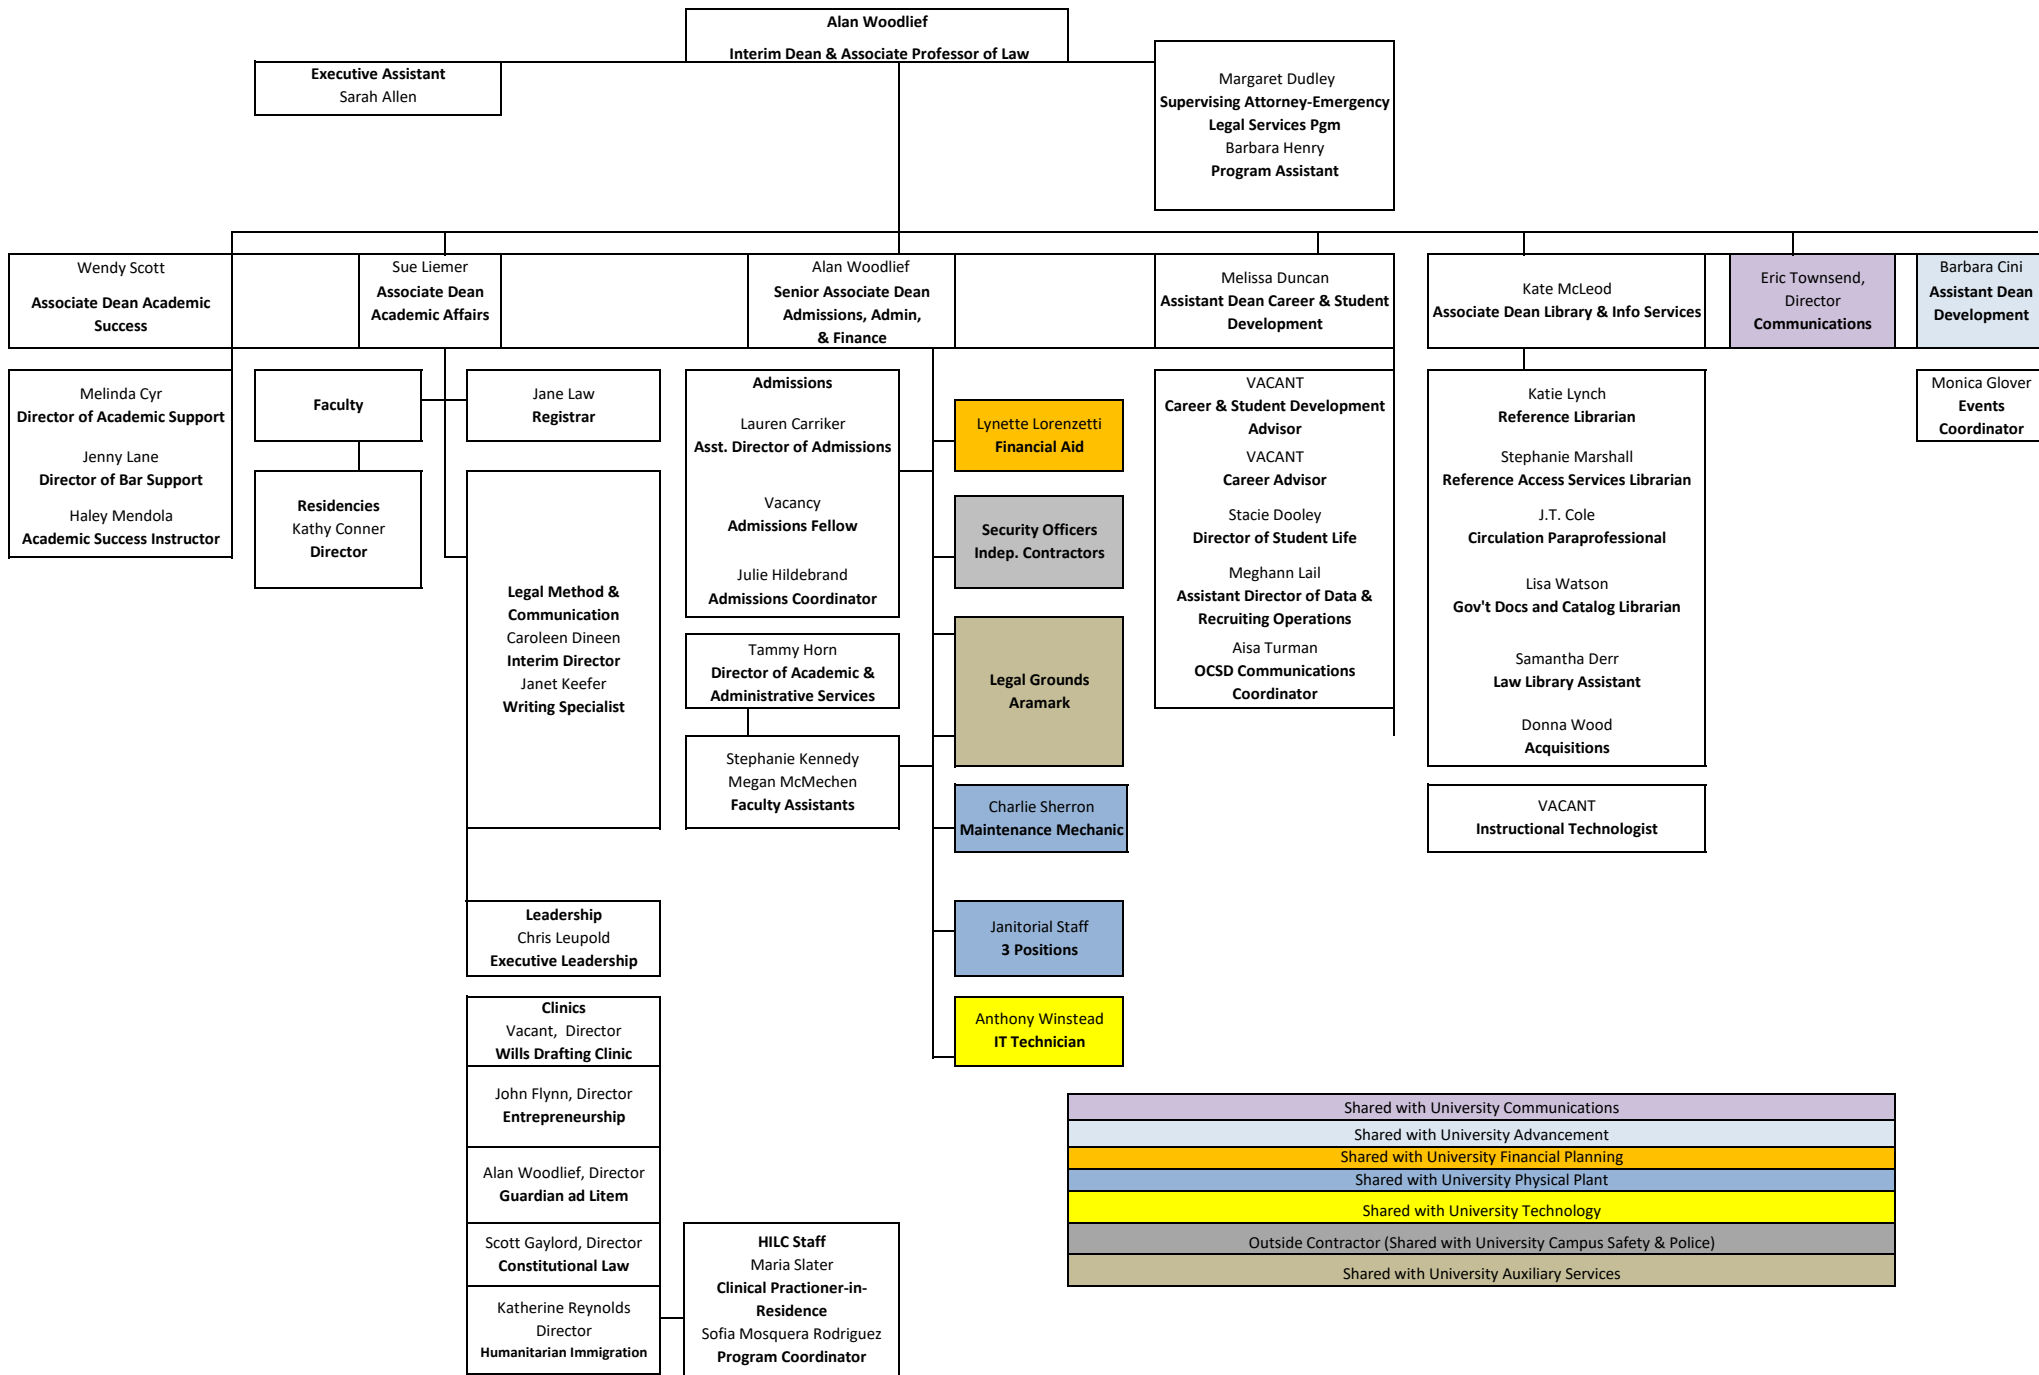 Alan Woodlief
Interim Dean & Associate Professor of Law
Executive Assistant
Sarah Allen
Margaret Dudley
Supervising Attorney-Emergency
Legal Services Pgm
Barbara Henry
Program Assistant
Wendy Scott
Associate Dean Academic
Success
Sue Liemer
Associate Dean
Academic Affairs
Alan Woodlief
Senior Associate Dean
Admissions, Admin,
& Finance
Melissa Duncan
Assistant Dean Career & Student
Development
Kate McLeod
Associate Dean Library & Info Services
Eric Townsend,
Director
Communications
Barbara Cini
Assistant Dean
Development
Melinda Cyr
Director of Academic Support
Jenny Lane
Director of Bar Support
Haley Mendola
Academic Success Instructor
Faculty
Residencies
Kathy Conner
Director
Jane Law
Registrar
Legal Method &
Communication
Caroleen Dineen
Interim Director
Janet Keefer
Writing Specialist
Leadership
Chris Leupold
Executive Leadership
Clinics
Vacant, Director
Wills Drafting Clinic
John Flynn, Director
Entrepreneurship
Alan Woodlief, Director
Guardian ad Litem
Scott Gaylord, Director
Constitutional Law
Katherine Reynolds
Director
Humanitarian Immigration
Admissions
Lauren Carriker
Asst. Director of Admissions
Vacancy
Admissions Fellow
Julie Hildebrand
Admissions Coordinator
Tammy Horn
Director of Academic &
Administrative Services
Stephanie Kennedy
Megan McMechen
Faculty Assistants
HILC Staff
Maria Slater
Clinical Practioner-in-
Residence
Sofia Mosquera Rodriguez
Program Coordinator
Lynette Lorenzetti
Financial Aid
Security Officers
Indep. Contractors
Legal Grounds
Aramark
Charlie Sherron
Maintenance Mechanic
Janitorial Staff
3 Positions
Anthony Winstead
IT Technician
VACANT
Career & Student Development
Advisor
VACANT
Career Advisor
Stacie Dooley
Director of Student Life
Meghann Lail
Assistant Director of Data &
Recruiting Operations
Aisa Turman
OCSD Communications
Coordinator
Katie Lynch
Reference Librarian
Stephanie Marshall
Reference Access Services Librarian
J.T. Cole
Circulation Paraprofessional
Lisa Watson
Gov't Docs and Catalog Librarian
Samantha Derr
Law Library Assistant
Donna Wood
Acquisitions
VACANT
Instructional Technologist
Monica Glover
Events
Coordinator
Shared with University Communications
Shared with University Advancement
Shared with University Financial Planning
Shared with University Physical Plant
Shared with University Technology
Outside Contractor (Shared with University Campus Safety & Police)
Shared with University Auxiliary Services